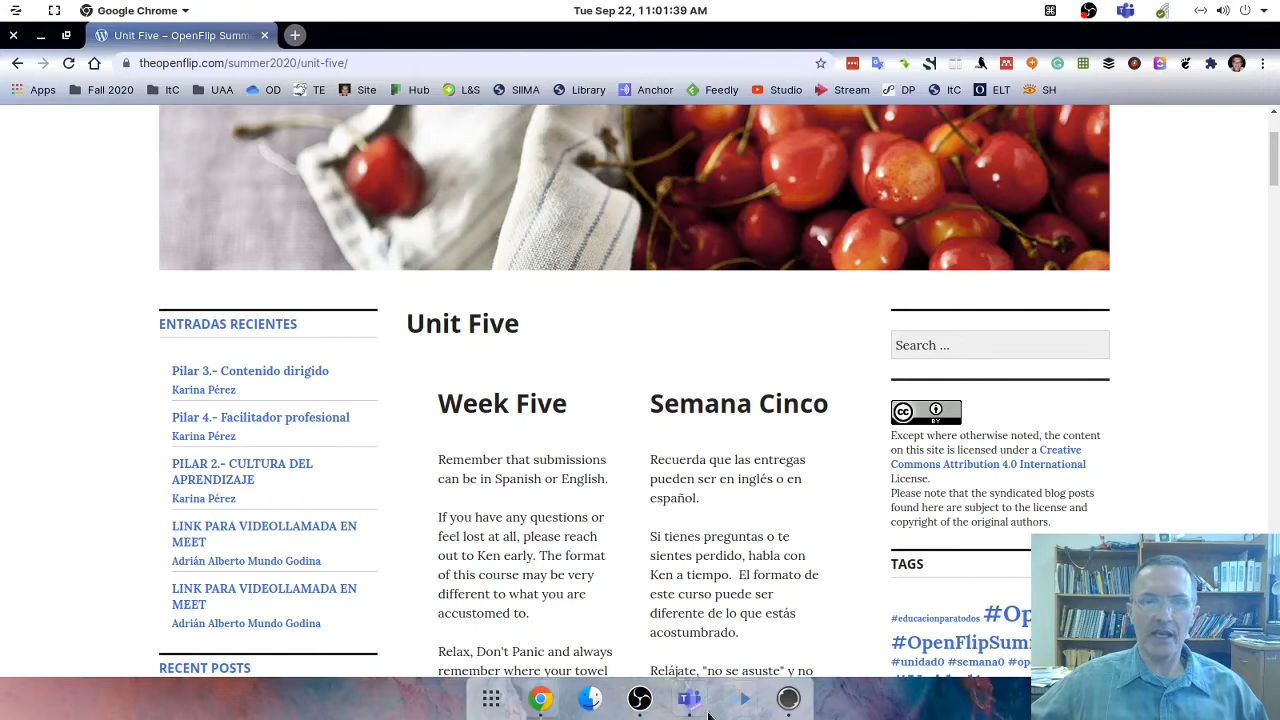 Google Chrome
Tue Sep 22, 11:01:39 AM
Unit Five – OpenFlip Summ
theopenflip.com/summer2020/unit-five/
Apps Fall 2020 ItC UAA OD TE Site Hub L&S SIIMA Library Anchor Feedly Studio Stream DP ItC ELT SH
ENTRADAS RECIENTES
Pilar 3.- Contenido dirigido
Karina Pérez
Pilar 4.- Facilitador profesional
Karina Pérez
PILAR 2.- CULTURA DEL
APRENDIZAJE
Karina Pérez
LINK PARA VIDEOLLAMADA EN
MEET
Adrián Alberto Mundo Godina
LINK PARA VIDEOLLAMADA EN
MEET
Adrián Alberto Mundo Godina
RECENT POSTS
Unit Five
Week Five
Remember that submissions
can be in Spanish or English.
If you have any questions or
feel lost at all, please reach
out to Ken early. The format
of this course may be very
different to what you are
accustomed to.
Relax, Don't Panic and always
remember where your towel
Semana Cinco
Recuerda que las entregas
pueden ser en inglés o en
español.
Si tienes preguntas o te
sientes perdido, habla con
Ken a tiempo. El formato de
este curso puede ser
diferente de lo que estás
acostumbrado.
Relájate, "no se asuste" y no
Search ...
cc BY
Except where otherwise noted, the content
on this site is licensed under a Creative
Commons Attribution 4.0 International
License.
Please note that the syndicated blog posts
found here are subject to the license and
copyright of the original authors.
TAGS
#educacionparatodos #Op
#OpenFlipSum
#unidad0 #semana0 #op